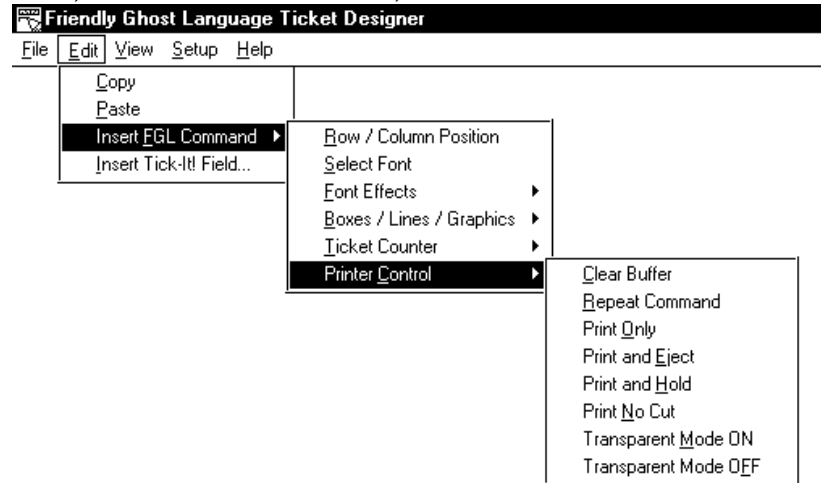 Friendly Ghost Language Ticket Designer
File Edit View Setup Help
Copy
Paste
Insert FGL Command
Insert Tick-It! Field...
Row / Column Position
Select Font
Font Effects
Boxes / Lines / Graphics
Ticket Counter
Printer Control
Clear Buffer
Repeat Command
Print Only
Print and Eject
Print and Hold
Print No Cut
Transparent Mode ON
Transparent Mode OFF